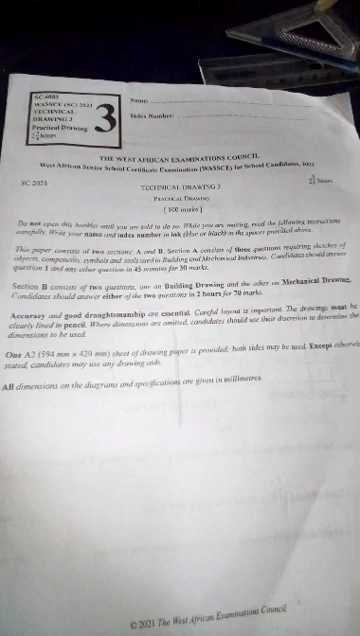 SC 2021
WASSCE (SC) 2021
TECHNICAL
DRAWING 3
Practical Drawing
2¾ hours
3
Name:
Index Number:
THE WEST AFRICAN EXAMINATIONS COUNCIL
West African Senior School Certificate Examination (WASSCE) for School Candidates, 2021
SC 2021
TECHNICAL DRAWING 3
2¾ hours
PRACTICAL DRAWING
[100 marks]
Do not open this booklet until you are told to do so. While you are waiting, read the following instructions
carefully. Write your name and index number in ink (blue or black) in the spaces provided above.
This paper consists of two sections: A and B. Section A consists of three questions requiring sketches of
objects, components, symbols and tools used in Building and Mechanical Industries. Candidates should answer
question 1 and any other question in 45 minutes for 30 marks.
Section B consists of two questions, one on Building Drawing and the other on Mechanical Drawing.
Candidates should answer either of the two questions in 2 hours for 70 marks.
Accuracy and good draughtsmanship are essential. Careful layout is important. The drawings must be
clearly lined in pencil. Where dimensions are omitted, candidates should use their discretion to determine the
dimensions to be used.
One A2 (594 mm x 420 mm) sheet of drawing paper is provided; both sides may be used. Except otherwise
stated, candidates may use any drawing aids.
All dimensions on the diagrams and specifications are given in millimetres.
© 2021 The West African Examinations Council